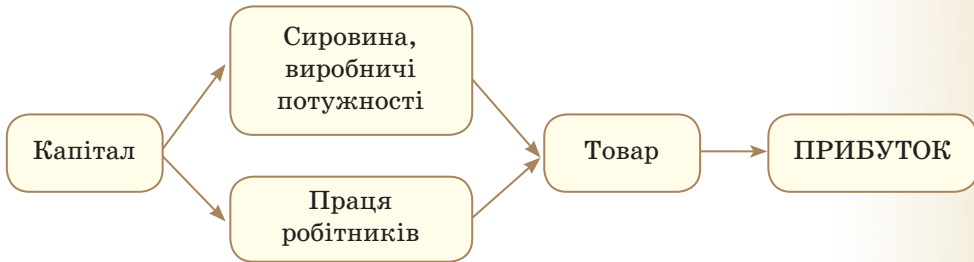 Капітал
Сировина,
виробничі
потужності
Праця
робітників
Товар
ПРИБУТОК